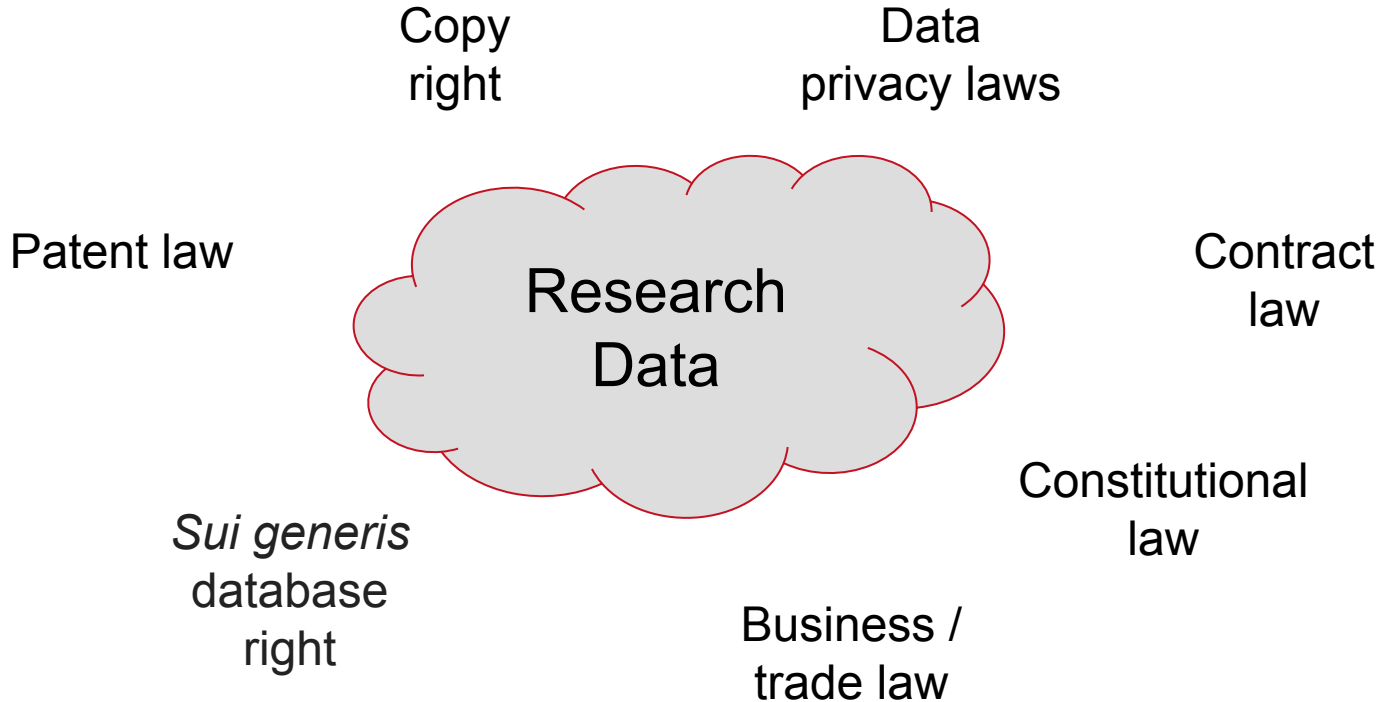 Copy
right
Data
privacy laws
Patent law
Contract
law
Research
Data
Constitutional
law
Sui generis
database
right
Business /
trade law